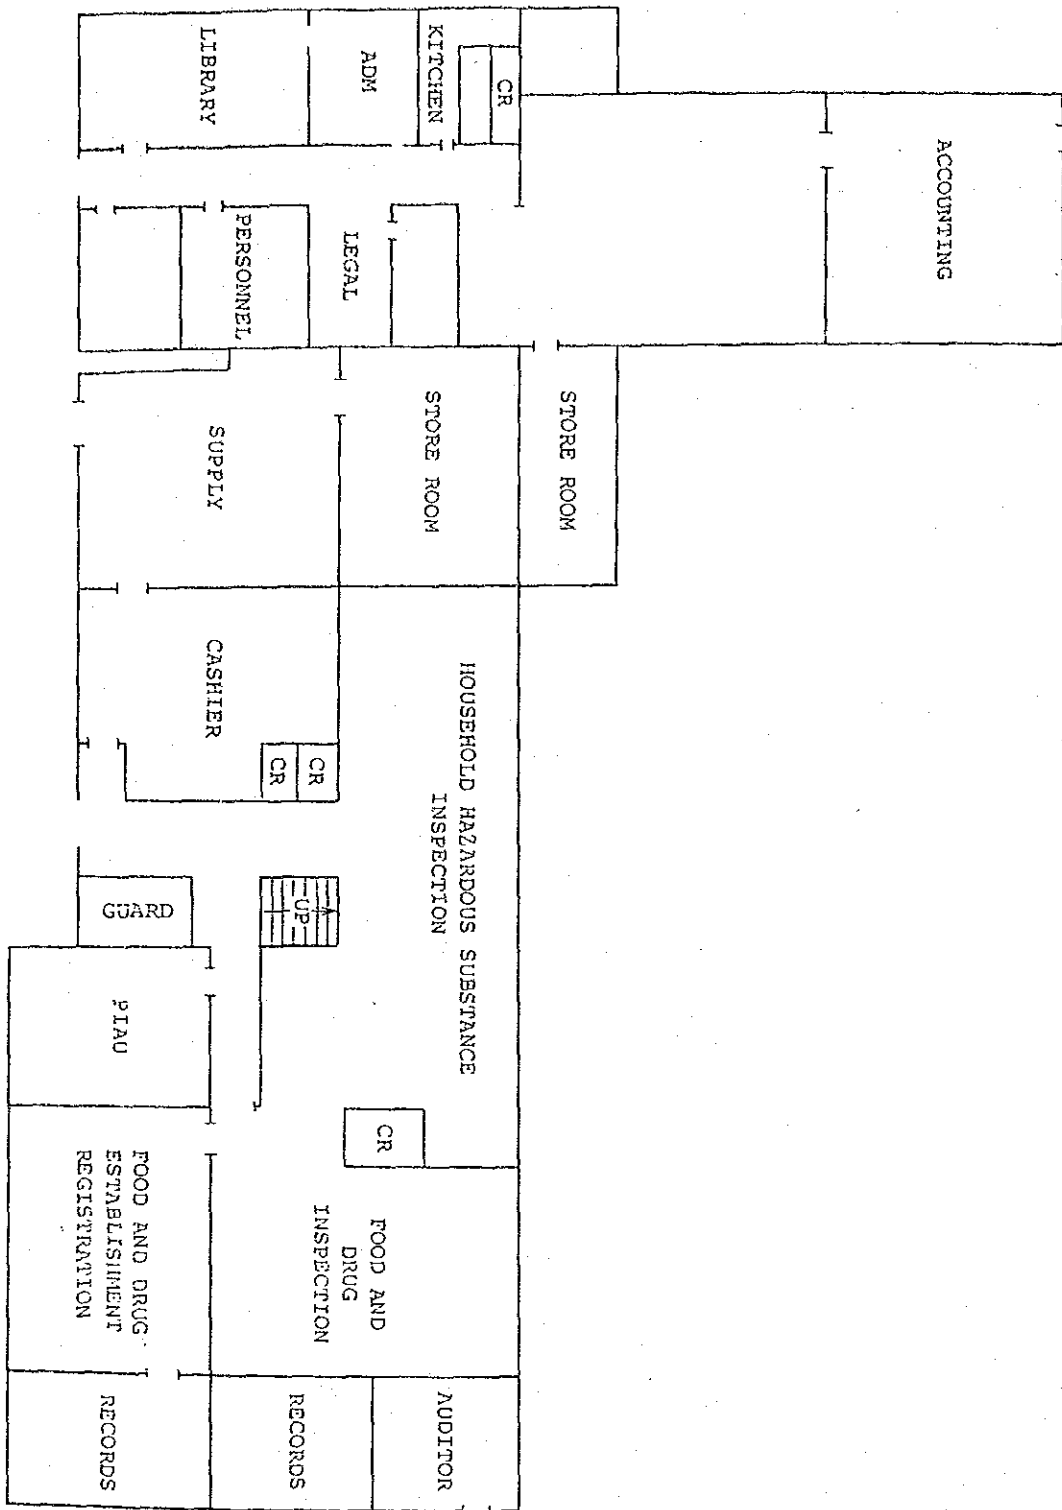 LIBRARY
ADM
KITCHEN
CR
ACCOUNTING
PERSONNEL
LEGAL
SUPPLY
STORE ROOM
STORE ROOM
CASHIER
CR
CR
HOUSEHOLD HAZARDOUS SUBSTANCE
INSPECTION
GUARD
UP
PIAU
CR
FOOD AND DRUG
ESTABLISHMENT
REGISTRATION
FOOD AND
DRUG
INSPECTION
RECORDS
RECORDS
AUDITOR